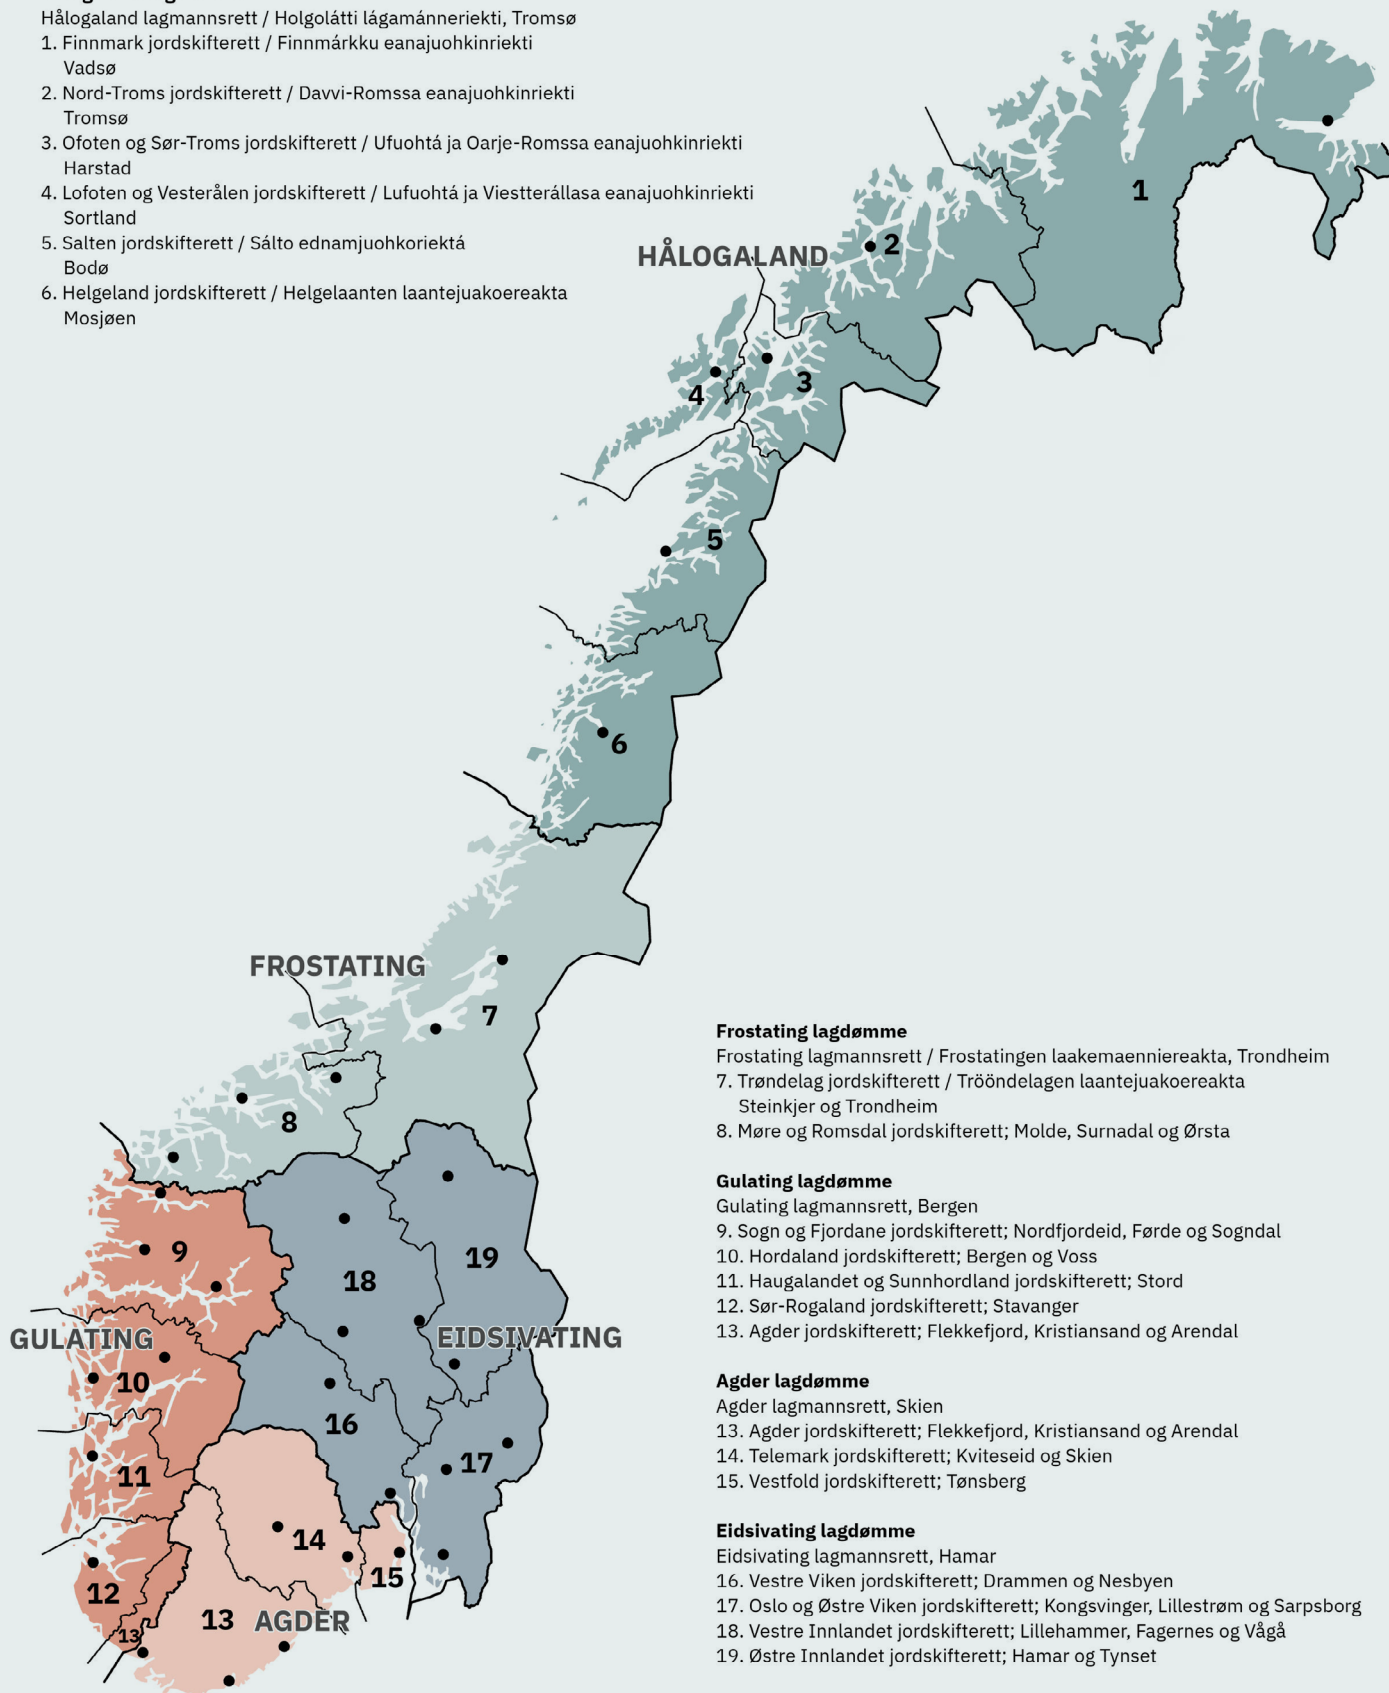 Hålogaland lagmannsrett / Holgolátti lágamánneriekti, Tromsø
1. Finnmark jordskifterett / Finnmárkku eanajuohkinriekti
Vadsø
2. Nord-Troms jordskifterett / Davvi-Romssa eanajuohkinriekti
Tromsø
3. Ofoten og Sør-Troms jordskifterett / Ufuohtá ja Oarje-Romssa eanajuohkinriekti
Harstad
4. Lofoten og Vesterålen jordskifterett / Lufuohtá ja Viestterállasa eanajuohkinriekti
Sortland
5. Salten jordskifterett / Sálto ednamjuohkoriektá
Bodø
6. Helgeland jordskifterett / Helgelaanten laantejuakoereakta
Mosjøen
1
2
HÅLOGALAND
3
4
5
6
FROSTATING
7
8
9
19
18
GULATING
EIDSIVATING
10
16
17
11
14
15
12
13
AGDER
13
Frostating lagdømme
Frostating lagmannsrett / Frostatingen laakemaenniereakta, Trondheim
7. Trøndelag jordskifterett / Trööndelagen laantejuakoereakta
Steinkjer og Trondheim
8. Møre og Romsdal jordskifterett; Molde, Surnadal og Ørsta
Gulating lagdømme
Gulating lagmannsrett, Bergen
9. Sogn og Fjordane jordskifterett; Nordfjordeid, Førde og Sogndal
10. Hordaland jordskifterett; Bergen og Voss
11. Haugalandet og Sunnhordland jordskifterett; Stord
12. Sør-Rogaland jordskifterett; Stavanger
13. Agder jordskifterett; Flekkefjord, Kristiansand og Arendal
Agder lagdømme
Agder lagmannsrett, Skien
13. Agder jordskifterett; Flekkefjord, Kristiansand og Arendal
14. Telemark jordskifterett; Kviteseid og Skien
15. Vestfold jordskifterett; Tønsberg
Eidsivating lagdømme
Eidsivating lagmannsrett, Hamar
16. Vestre Viken jordskifterett; Drammen og Nesbyen
17. Oslo og Østre Viken jordskifterett; Kongsvinger, Lillestrøm og Sarpsborg
18. Vestre Innlandet jordskifterett; Lillehammer, Fagernes og Vågå
19. Østre Innlandet jordskifterett; Hamar og Tynset